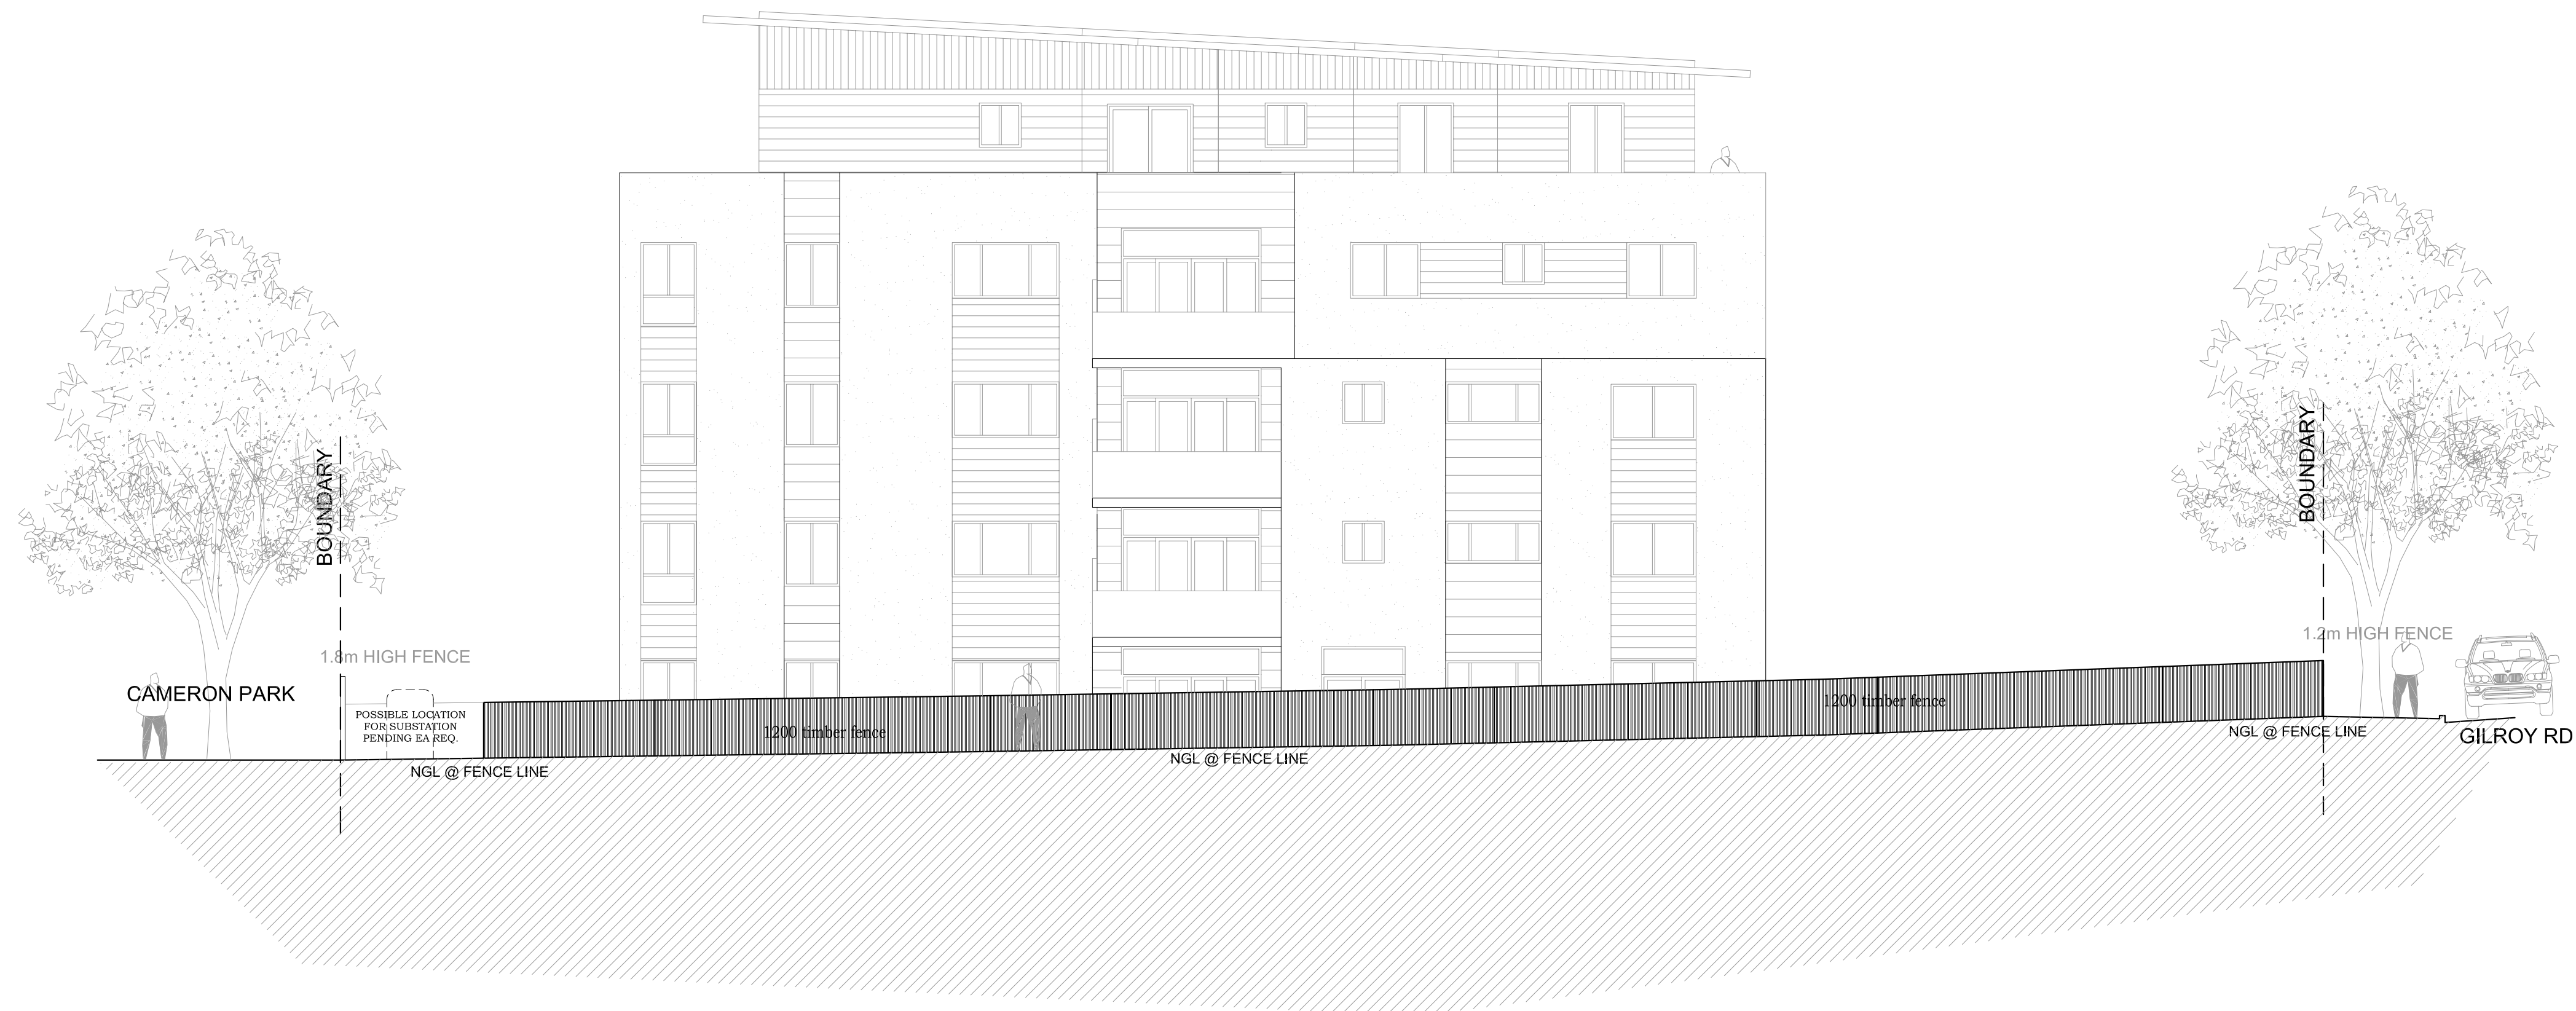 BOUNDARY
BOUNDARY
1.8m HIGH FENCE
1.2m HIGH FENCE
CAMERON PARK
POSSIBLE LOCATION
FOR SUBSTATION
PENDING EA REQ.
1200 timber fence
1200 timber fence
NGL @ FENCE LINE
NGL @ FENCE LINE
NGL @ FENCE LINE
GILROY RD